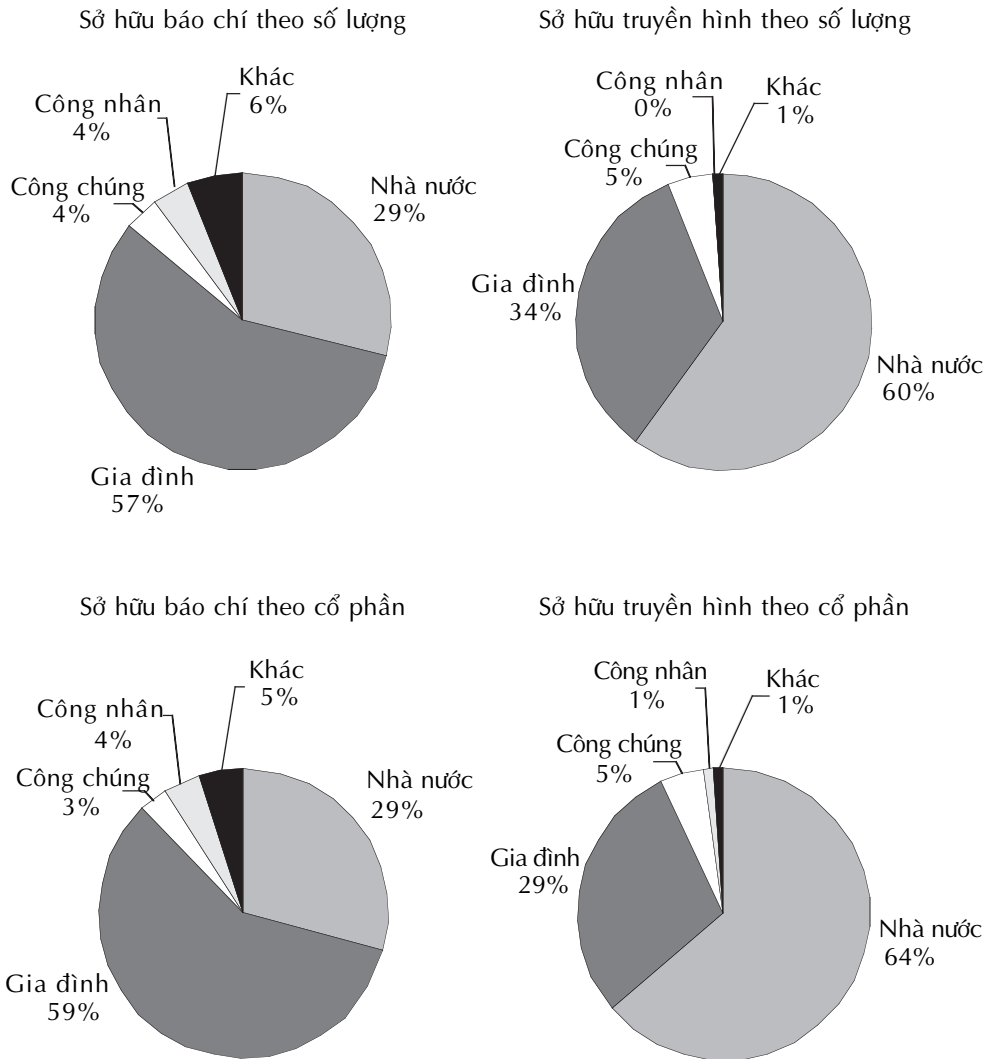 Sở hữu báo chí theo số lượng
Khác
6%
Công nhân
4%
Công chúng
4%
Nhà nước
29%
Gia đình
57%
Sở hữu truyền hình theo số lượng
Công nhân
0%
Khác
1%
Công chúng
5%
Gia đình
34%
Nhà nước
60%
Sở hữu báo chí theo cổ phần
Khác
5%
Công nhân
4%
Công chúng
3%
Nhà nước
29%
Gia đình
59%
Sở hữu truyền hình theo cổ phần
Công nhân
1%
Khác
1%
Công chúng
5%
Gia đình
29%
Nhà nước
64%